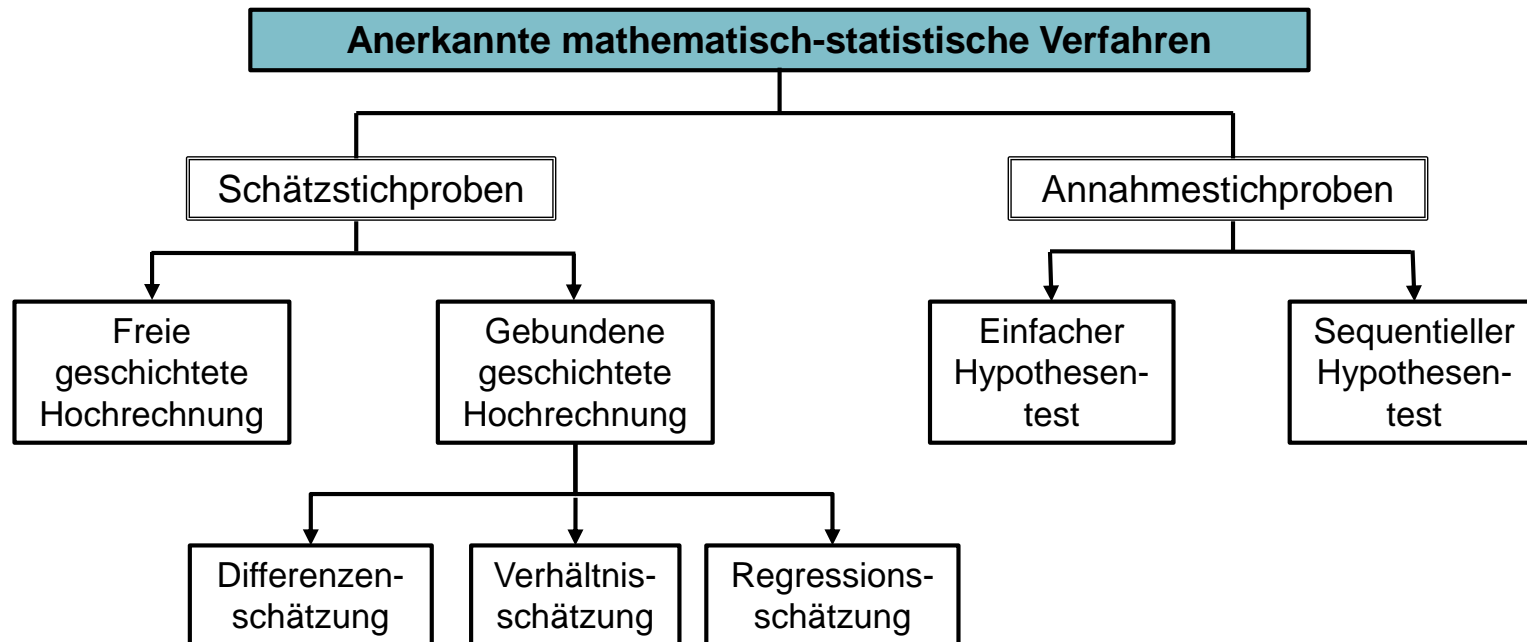 Anerkannte mathematisch-statistische Verfahren
Schätzstichproben
Annahmestichproben
Freie
geschichtete
Hochrechnung
Gebundene
geschichtete
Hochrechnung
Einfacher
Hypothesen-
test
Sequentieller
Hypothesen-
test
Differenzen-
schätzung
Verhältnis-
schätzung
Regressions-
schätzung